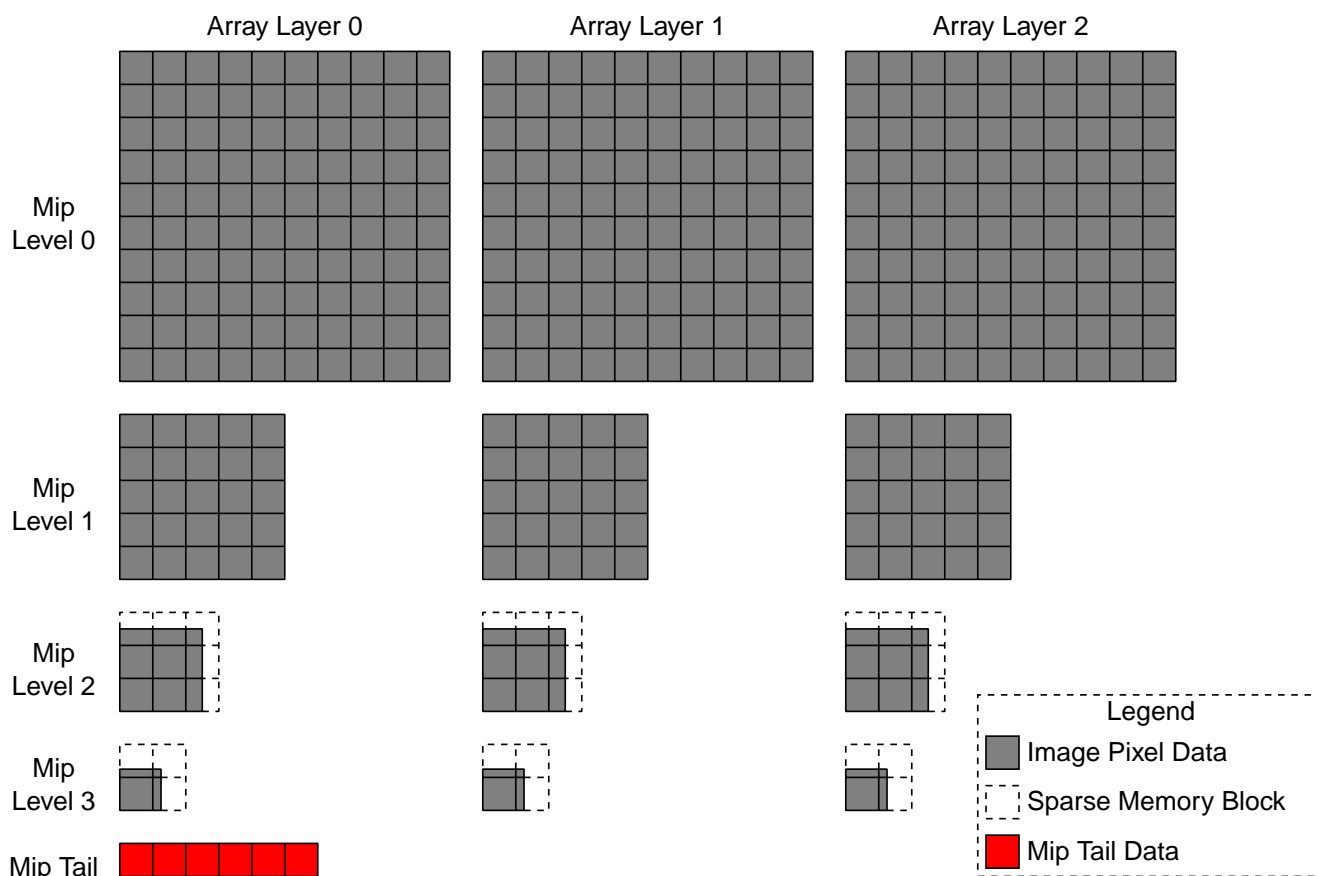 Array Layer 0
Array Layer 1
Array Layer 2
Mip
Level 0
Mip
Level 1
Mip
Level 2
Mip
Level 3
Mip Tail
Legend
Image Pixel Data
Sparse Memory Block
Mip Tail Data